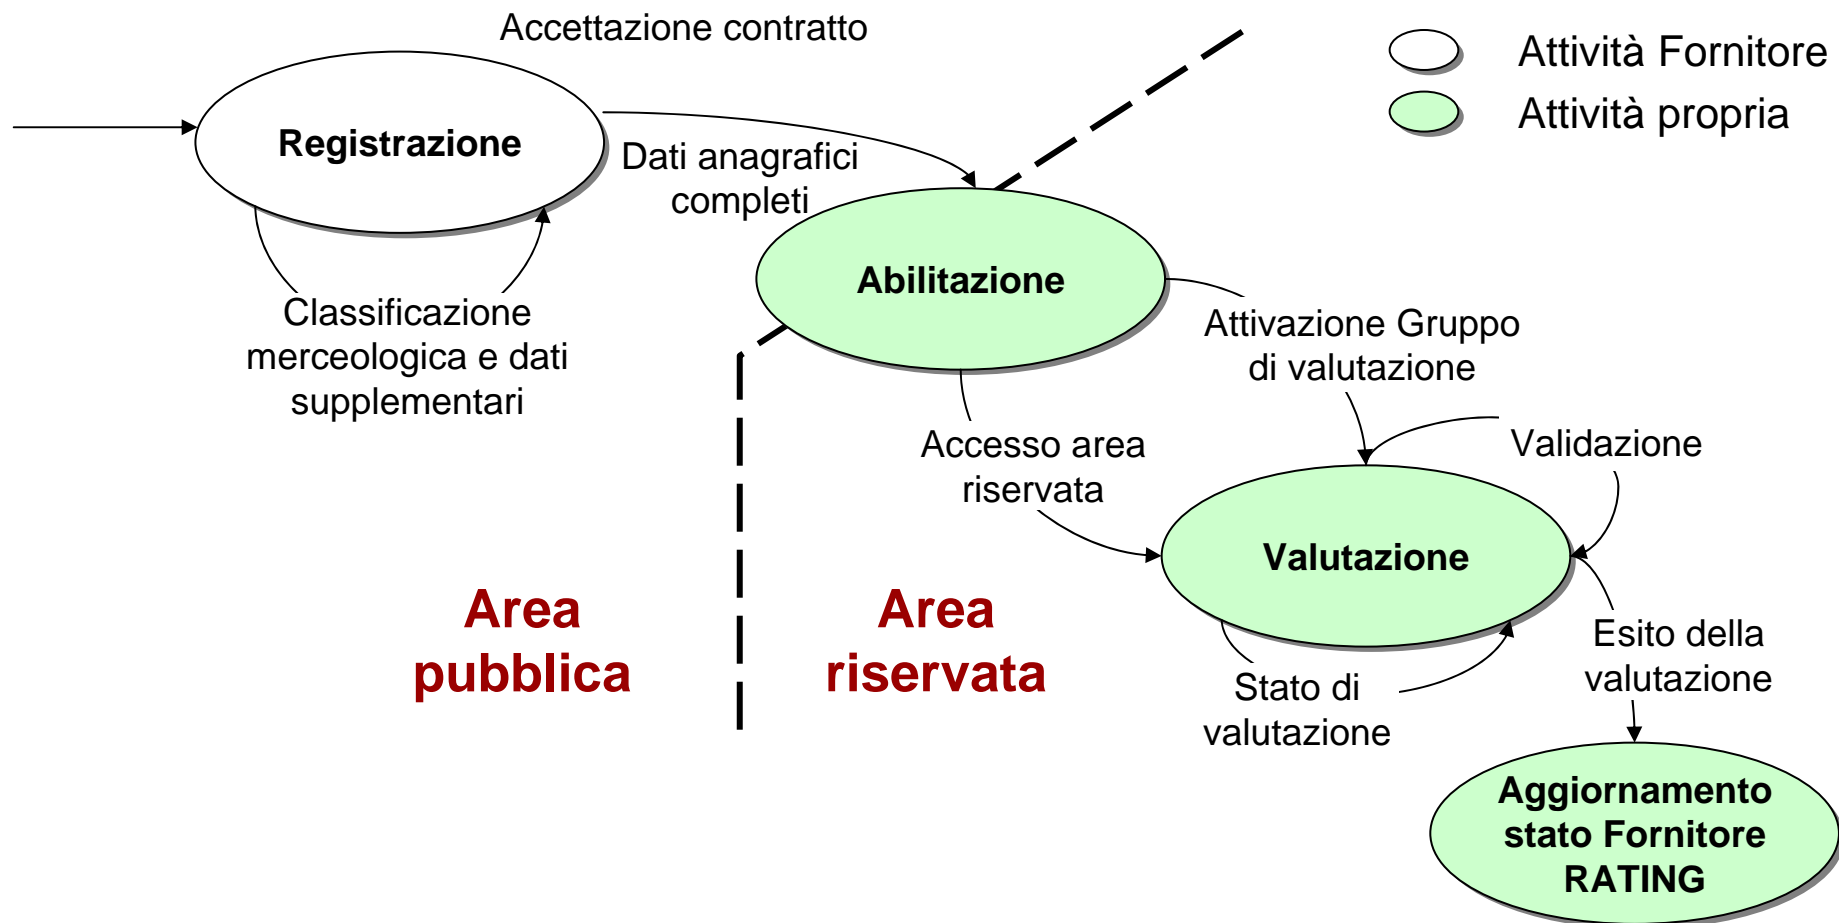 Accettazione contratto
Attività Fornitore
Attività propria
Registrazione
Dati anagrafici
completi
Abilitazione
Classificazione
merceologica e dati
supplementari
Attivazione Gruppo
di valutazione
Accesso area
riservata
Validazione
Valutazione
Area
pubblica
Area
riservata
Stato di
valutazione
Esito della
valutazione
Aggiornamento
stato Fornitore
RATING